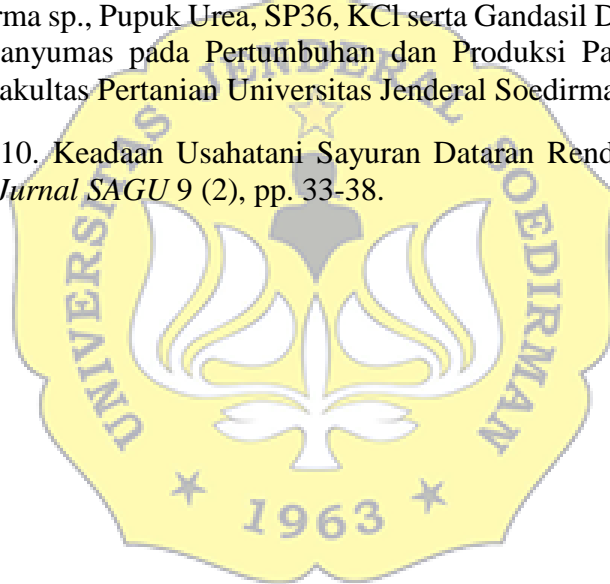 rma sp., Pupuk Urea, SP36, KCl serta Gandasil D
anyumas pada Pertumbuhan dan Produksi Pa
akultas Pertanian Universitas Jenderal Soedirma
10. Keadaan Usahatani Sayuran Dataran Rend
Jurnal SAGU 9 (2), pp. 33-38.
UNIVERSITAS JENDERAL SOEDIRMAN
1963